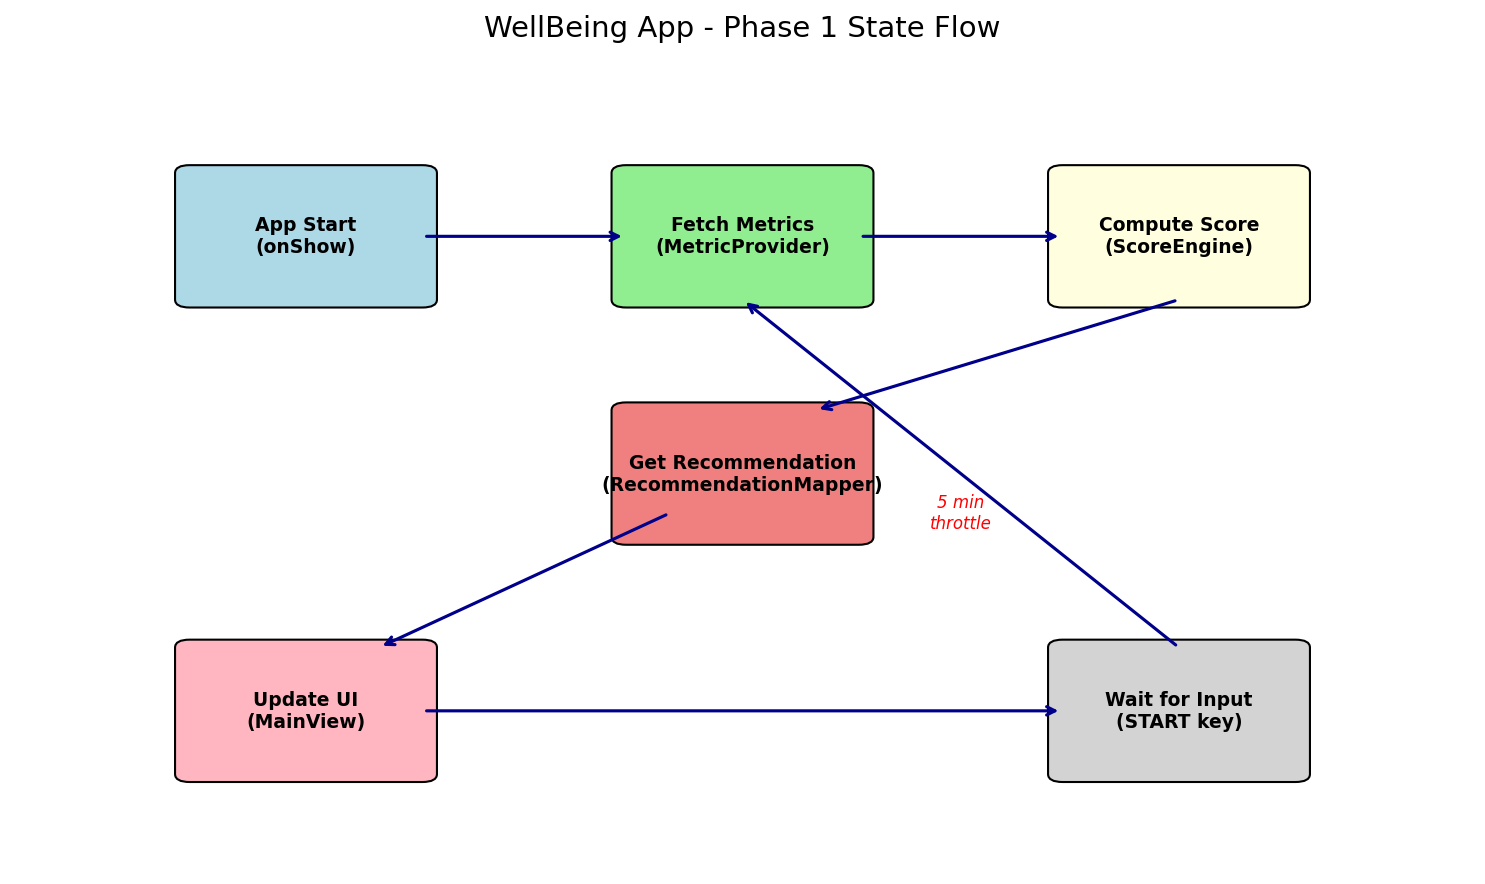 WellBeing App - Phase 1 State Flow
App Start
(onShow)
Fetch Metrics
(MetricProvider)
Compute Score
(ScoreEngine)
Get Recommendation
(RecommendationMapper)
5 min
throttle
Update UI
(MainView)
Wait for Input
(START key)